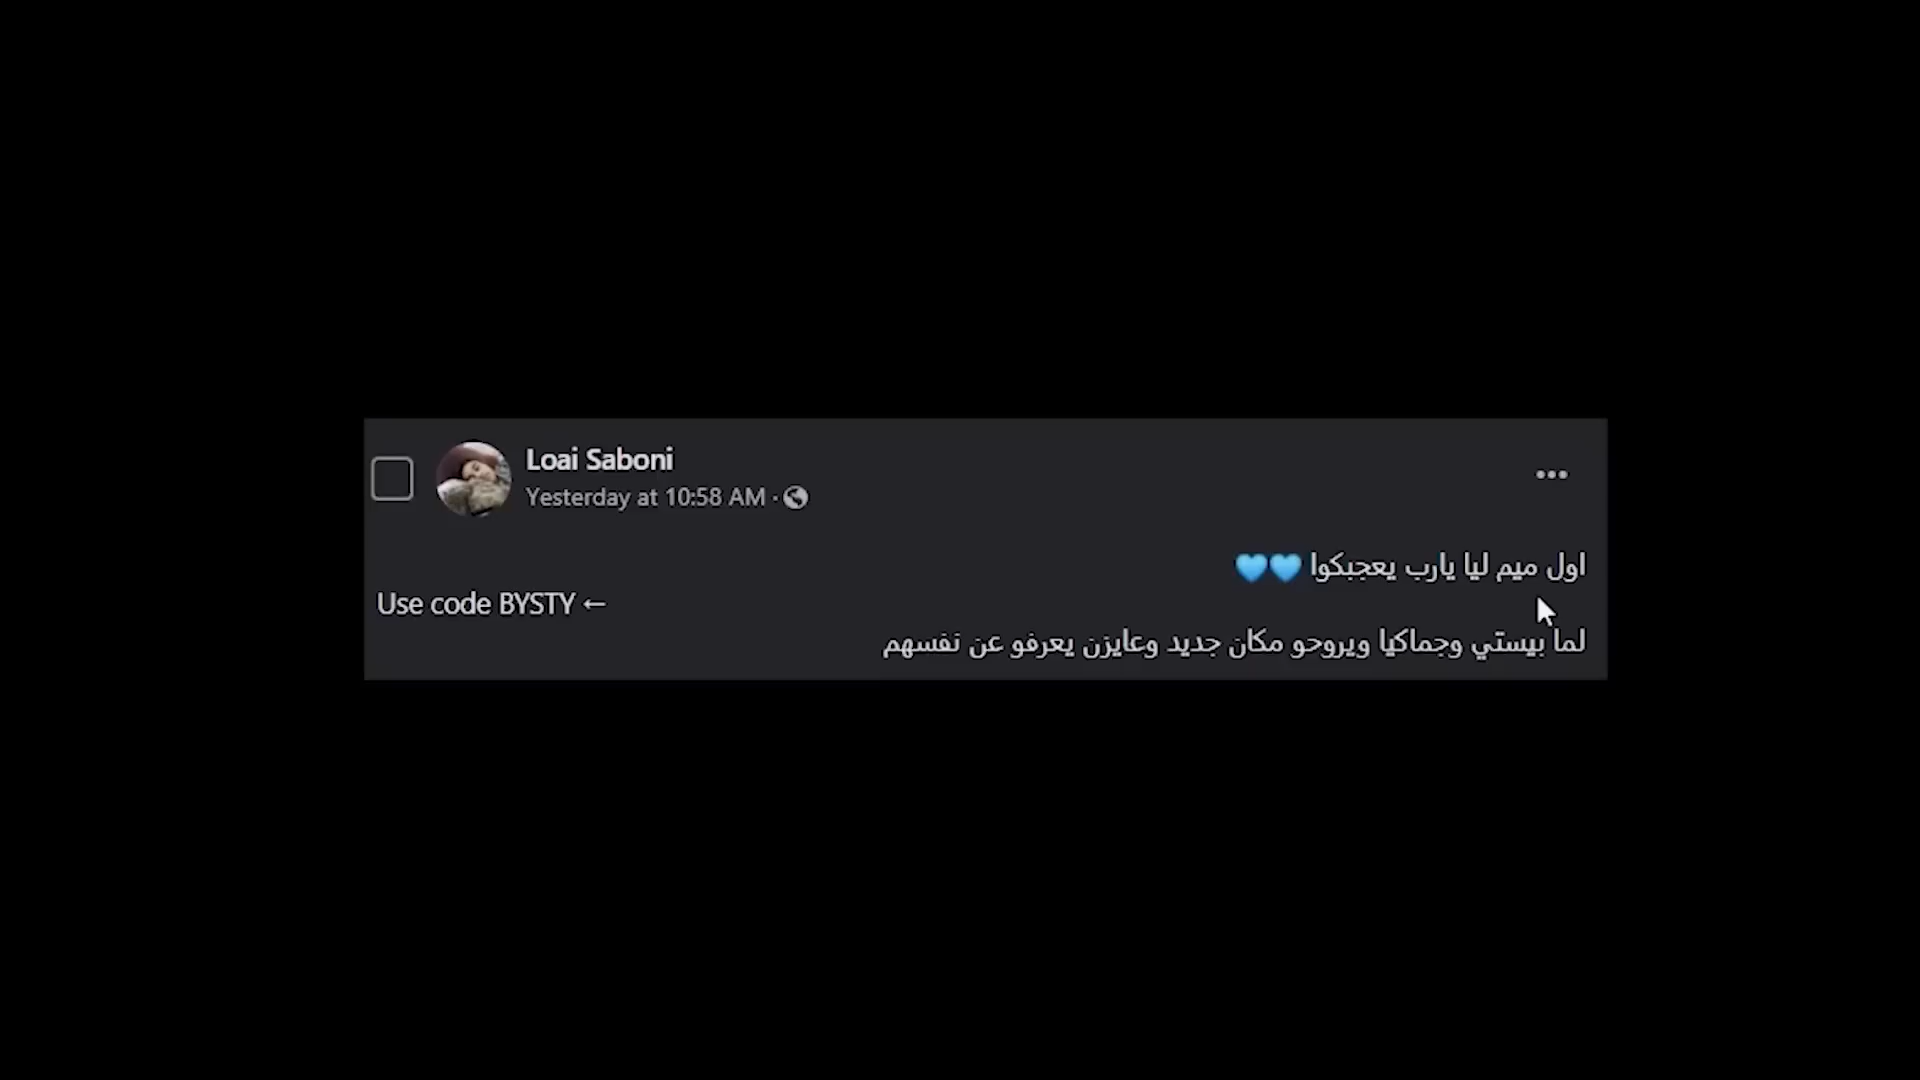 Loai Saboni
Yesterday at 10:58 AM ·
اول ميم ليا يارب يعجبكوا 🩵🩵
Use code BYSTY ←
لما بيستي وجماكيا ويروحو مكان جديد وعايزن يعرفو عن نفسهم